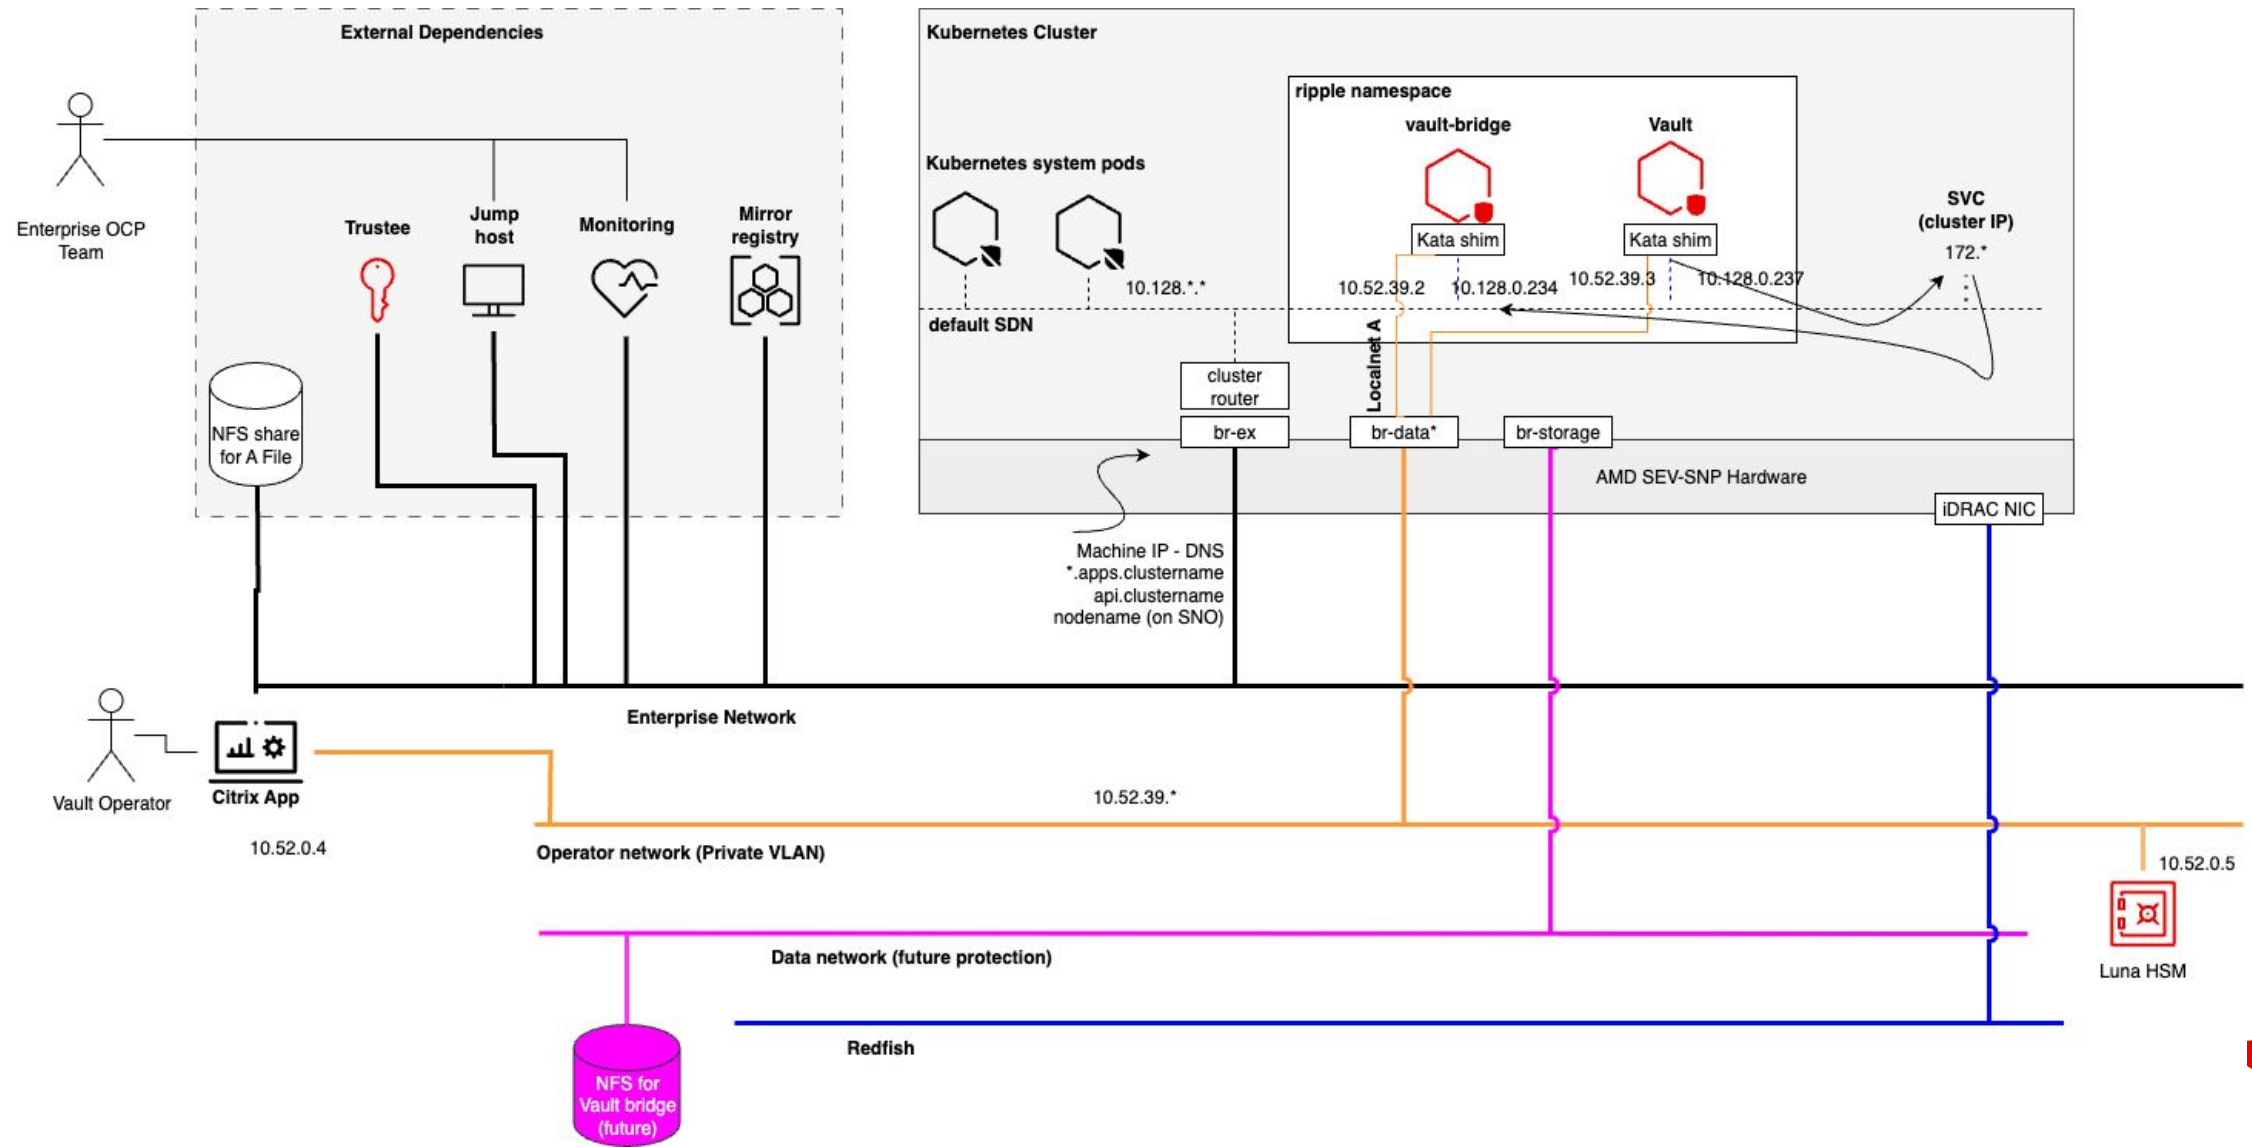 External Dependencies
Enterprise OCP
Team
Trustee
Jump
host
Monitoring
Mirror
registry
NFS share
for A File
Kubernetes Cluster
ripple namespace
vault-bridge
Vault
Kubernetes system pods
Kata shim
Kata shim
SVC
(cluster IP)
172.*
10.128.*.*
10.52.39.2
10.128.0.234
10.52.39.3
10.128.0.237
default SDN
Localnet A
cluster
router
br-ex
br-data*
br-storage
AMD SEV-SNP Hardware
iDRAC NIC
Machine IP - DNS
*.apps.clustername
api.clustername
nodename (on SNO)
Enterprise Network
Vault Operator
Citrix App
10.52.0.4
10.52.39.*
Operator network (Private VLAN)
10.52.0.5
Luna HSM
Data network (future protection)
Redfish
NFS for
Vault bridge
(future)